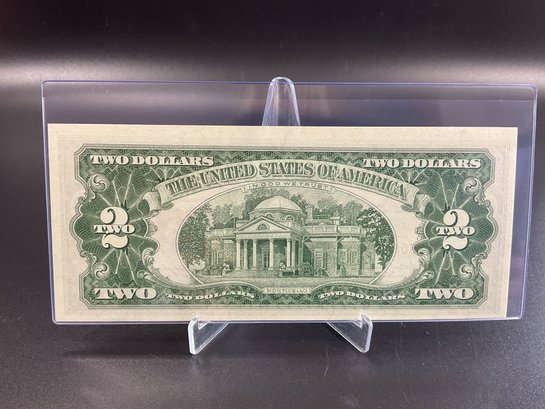 TWO DOLLARS TWO DOLLARS
THE UNITED STATES OF AMERICA
IN GOD WE TRUST
2 2
TWO TWO
MONTICELLO
TWO TWO DOLLARS TWO DOLLARS TWO